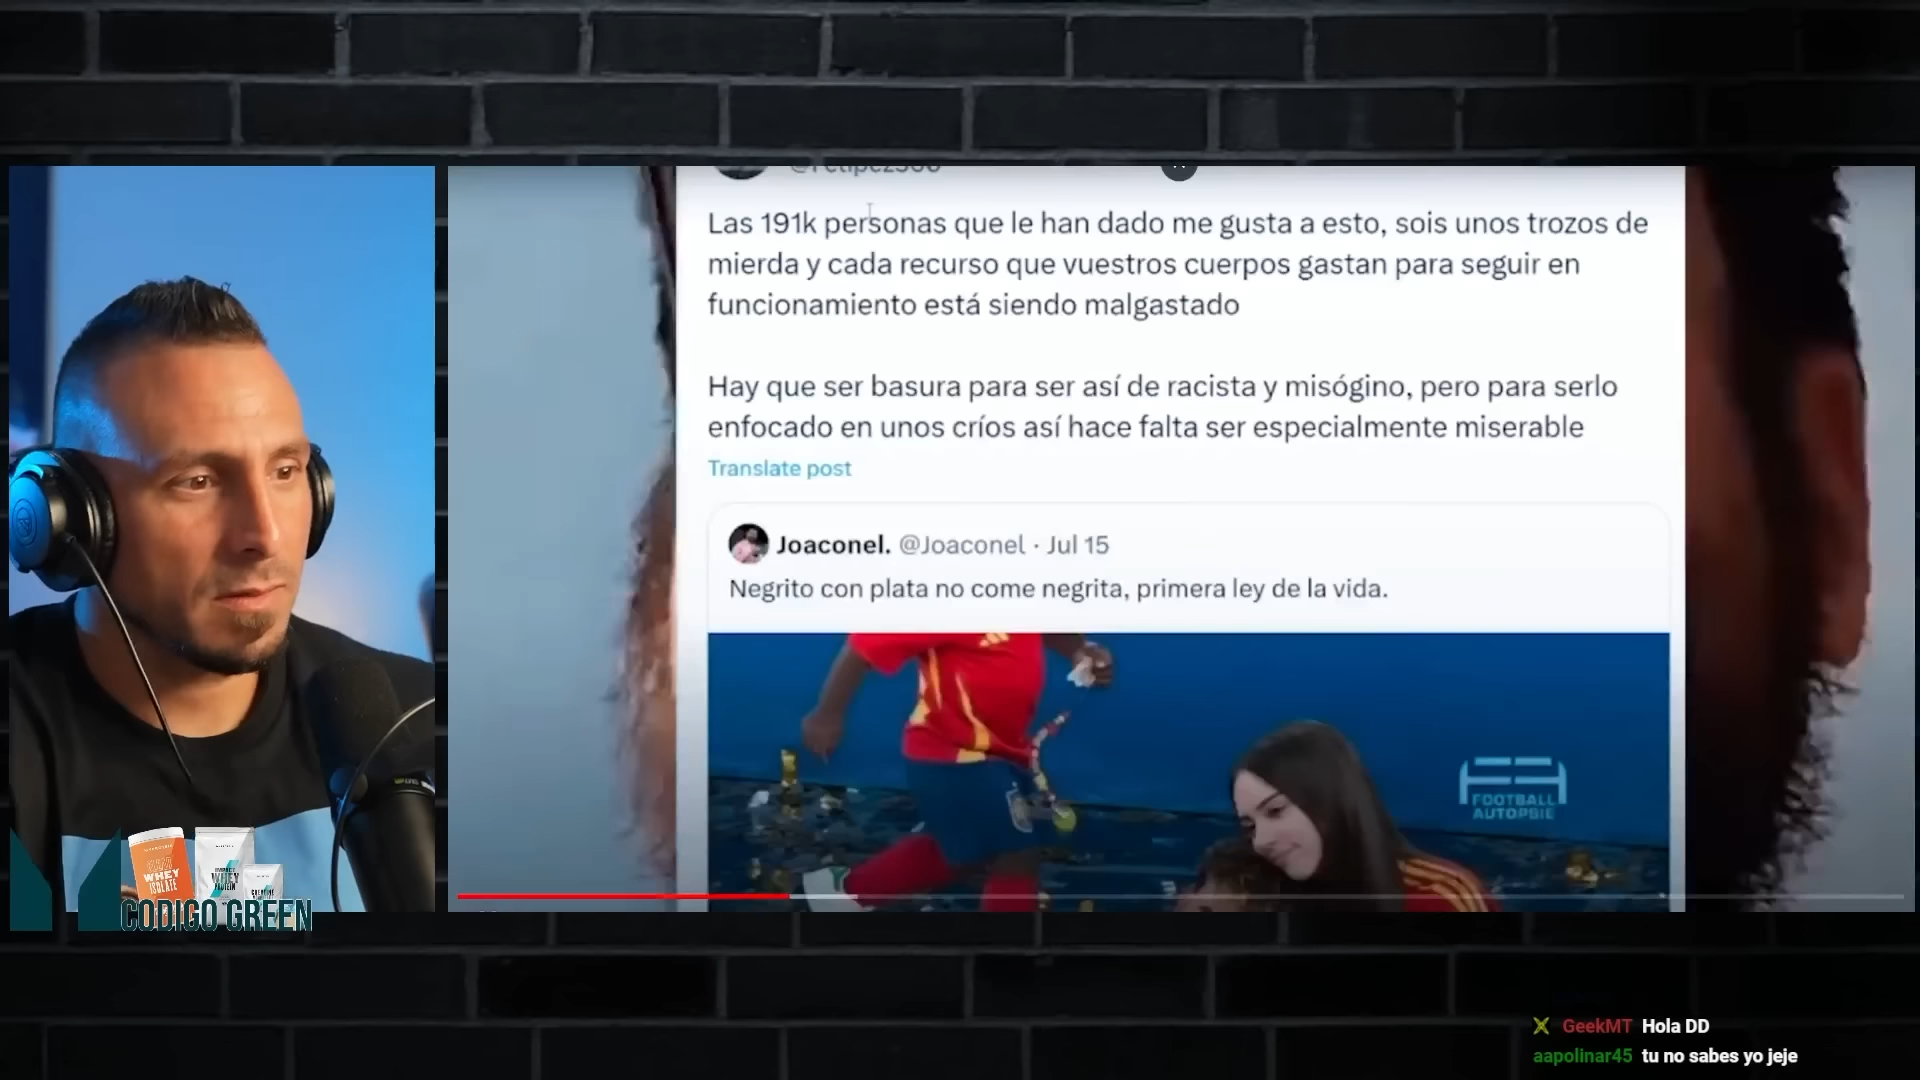 Las 191k personas que le han dado me gusta a esto, sois unos trozos de
mierda y cada recurso que vuestros cuerpos gastan para seguir en
funcionamiento está siendo malgastado
Hay que ser basura para ser así de racista y misógino, pero para serlo
enfocado en unos críos así hace falta ser especialmente miserable
Translate post
Joaconel. @Joaconel · Jul 15
Negrito con plata no come negrita, primera ley de la vida.
FOOTBALL
AUTOPSIE
WHEY
ISOLATE
IMPACT
WHEY
PROTEIN
CODIGO GREEN
GeekMT Hola DD
aapolinar45 tu no sabes yo jeje